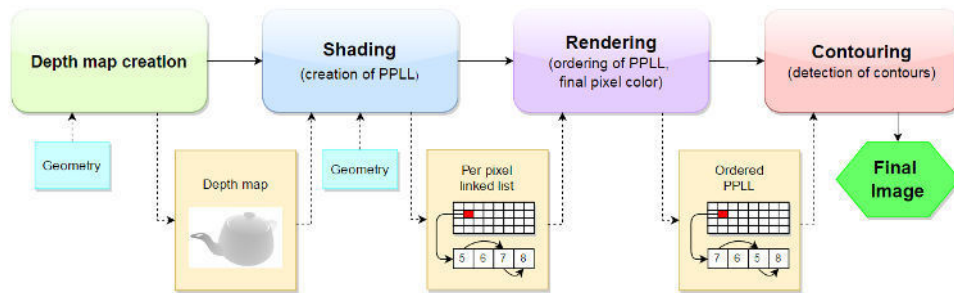 Depth map creation
Shading
(creation of PPLL)
Rendering
(ordering of PPLL,
final pixel color)
Contouring
(detection of contours)
Geometry
Depth map
Geometry
Per pixel
linked list
5 6 7 8
Ordered
PPLL
7 6 5 8
Final
Image